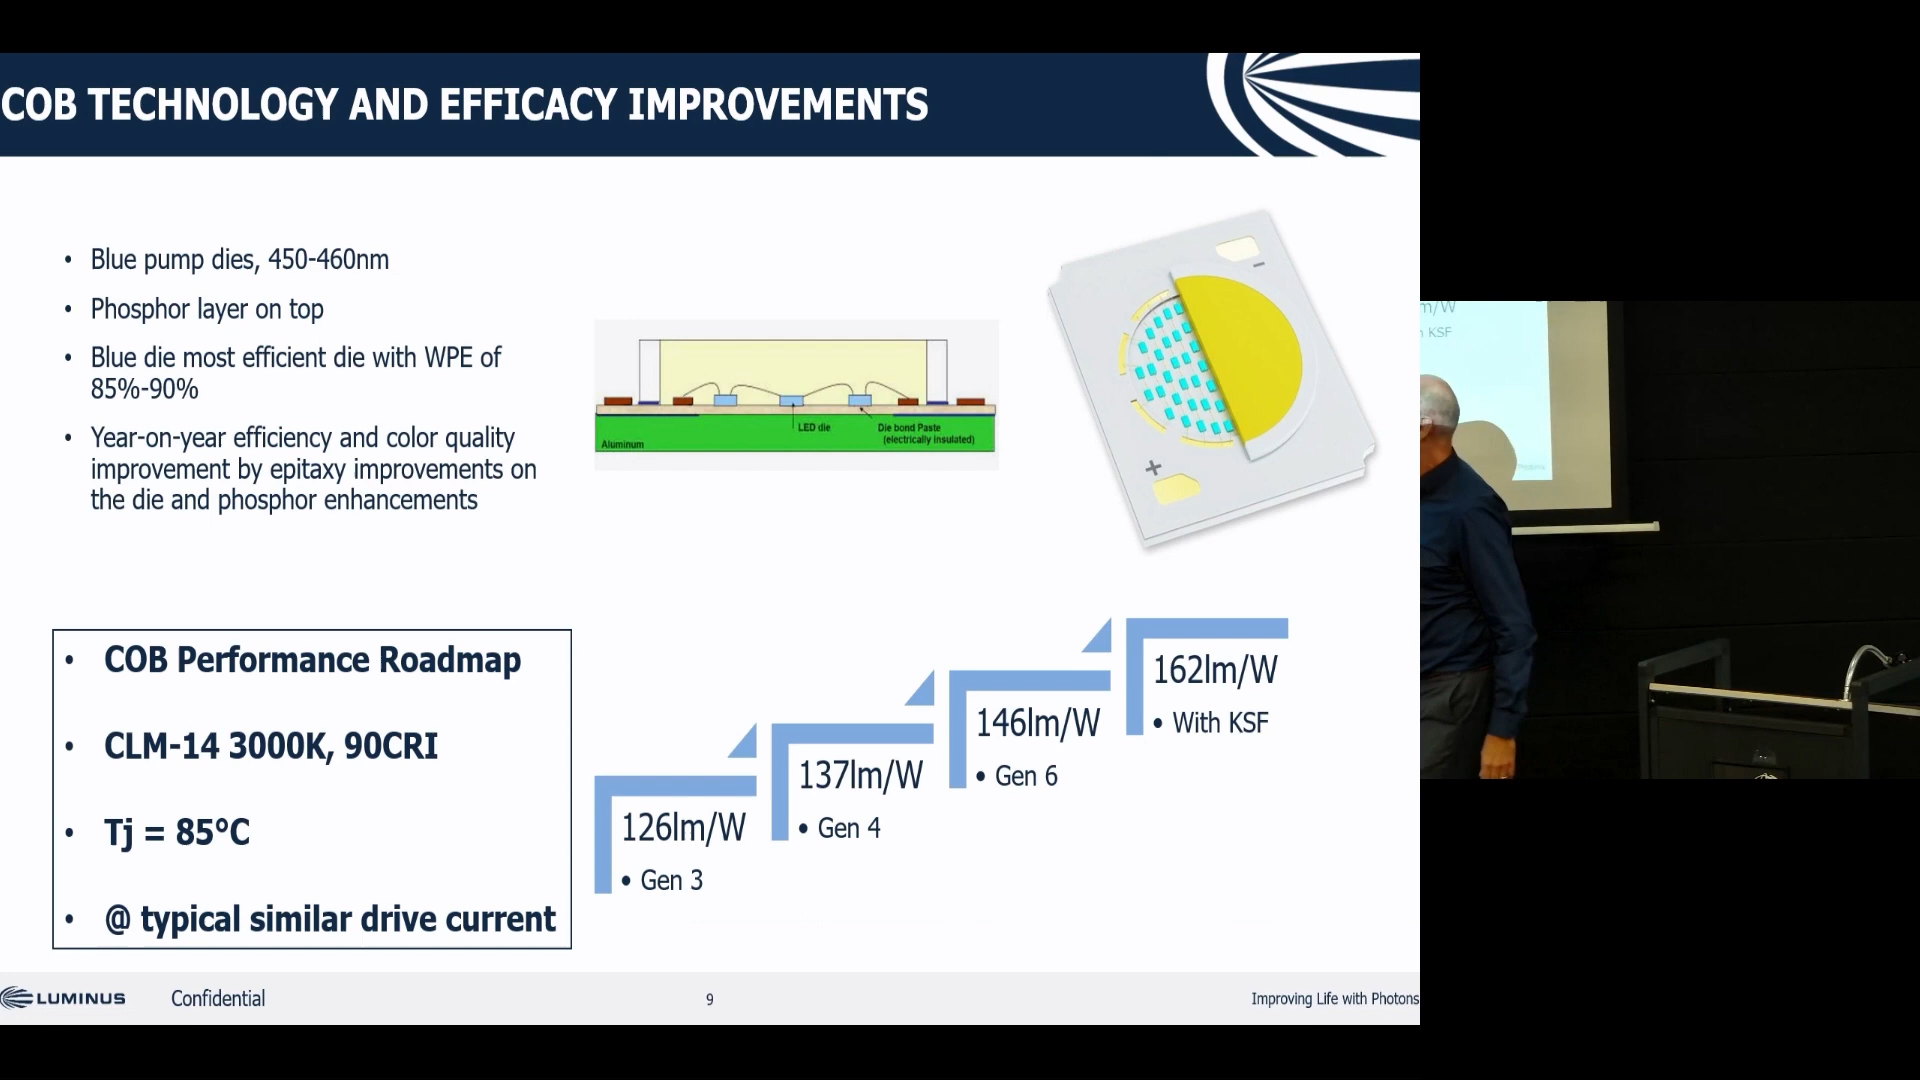 COB TECHNOLOGY AND EFFICACY IMPROVEMENTS
• Blue pump dies, 450-460nm
• Phosphor layer on top
• Blue die most efficient die with WPE of
85%-90%
• Year-on-year efficiency and color quality
improvement by epitaxy improvements on
the die and phosphor enhancements
LED die
Die bond Paste
(electrically insulated)
Aluminum
−
+
• COB Performance Roadmap
• CLM-14 3000K, 90CRI
• Tj = 85°C
• @ typical similar drive current
126lm/W
• Gen 3
137lm/W
• Gen 4
146lm/W
• Gen 6
162lm/W
• With KSF
LUMINUS
Confidential
9
Improving Life with Photons
m/W
KSF